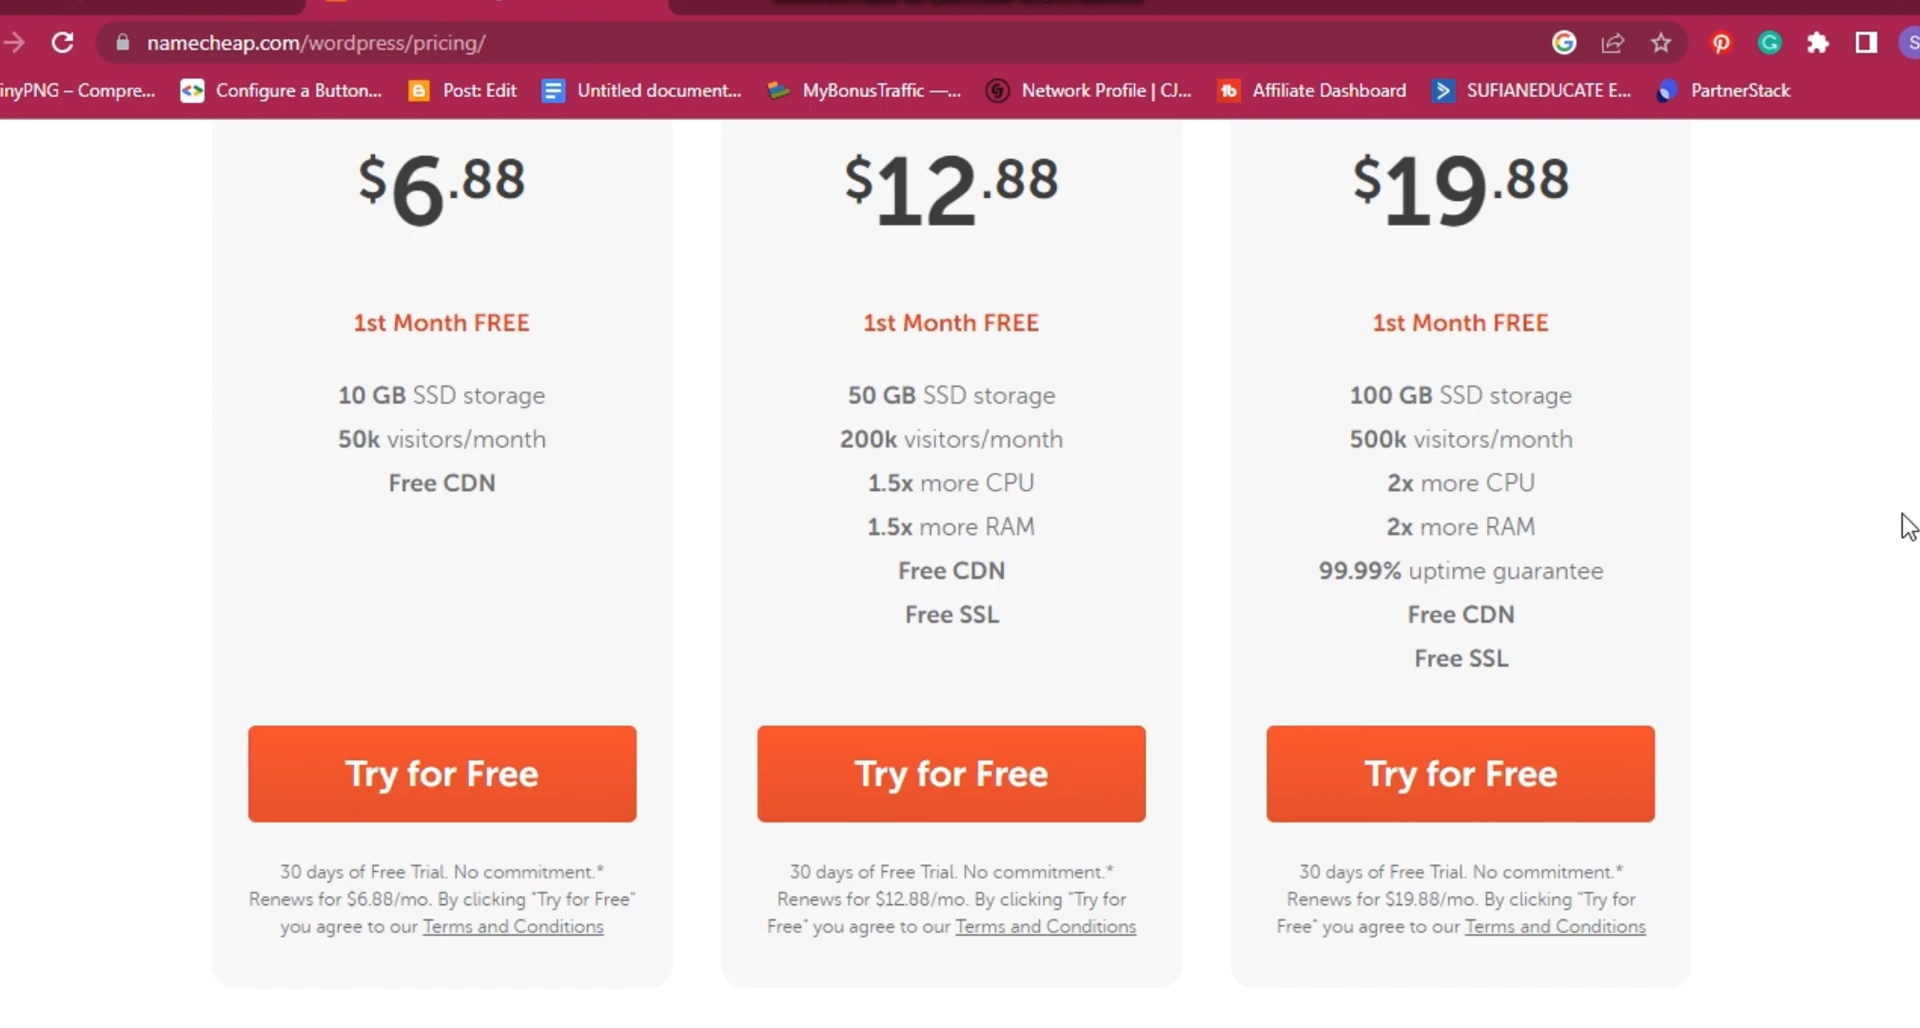 namecheap.com/wordpress/pricing/
inyPNG – Compre... Configure a Button... Post: Edit Untitled document... MyBonusTraffic —... Network Profile | CJ... Affiliate Dashboard SUFIANEDUCATE E... PartnerStack
$6.88
1st Month FREE
10 GB SSD storage
50k visitors/month
Free CDN
Try for Free
30 days of Free Trial. No commitment.*
Renews for $6.88/mo. By clicking "Try for Free"
you agree to our Terms and Conditions
$12.88
1st Month FREE
50 GB SSD storage
200k visitors/month
1.5x more CPU
1.5x more RAM
Free CDN
Free SSL
Try for Free
30 days of Free Trial. No commitment.*
Renews for $12.88/mo. By clicking "Try for
Free" you agree to our Terms and Conditions
$19.88
1st Month FREE
100 GB SSD storage
500k visitors/month
2x more CPU
2x more RAM
99.99% uptime guarantee
Free CDN
Free SSL
Try for Free
30 days of Free Trial. No commitment.*
Renews for $19.88/mo. By clicking "Try for
Free" you agree to our Terms and Conditions